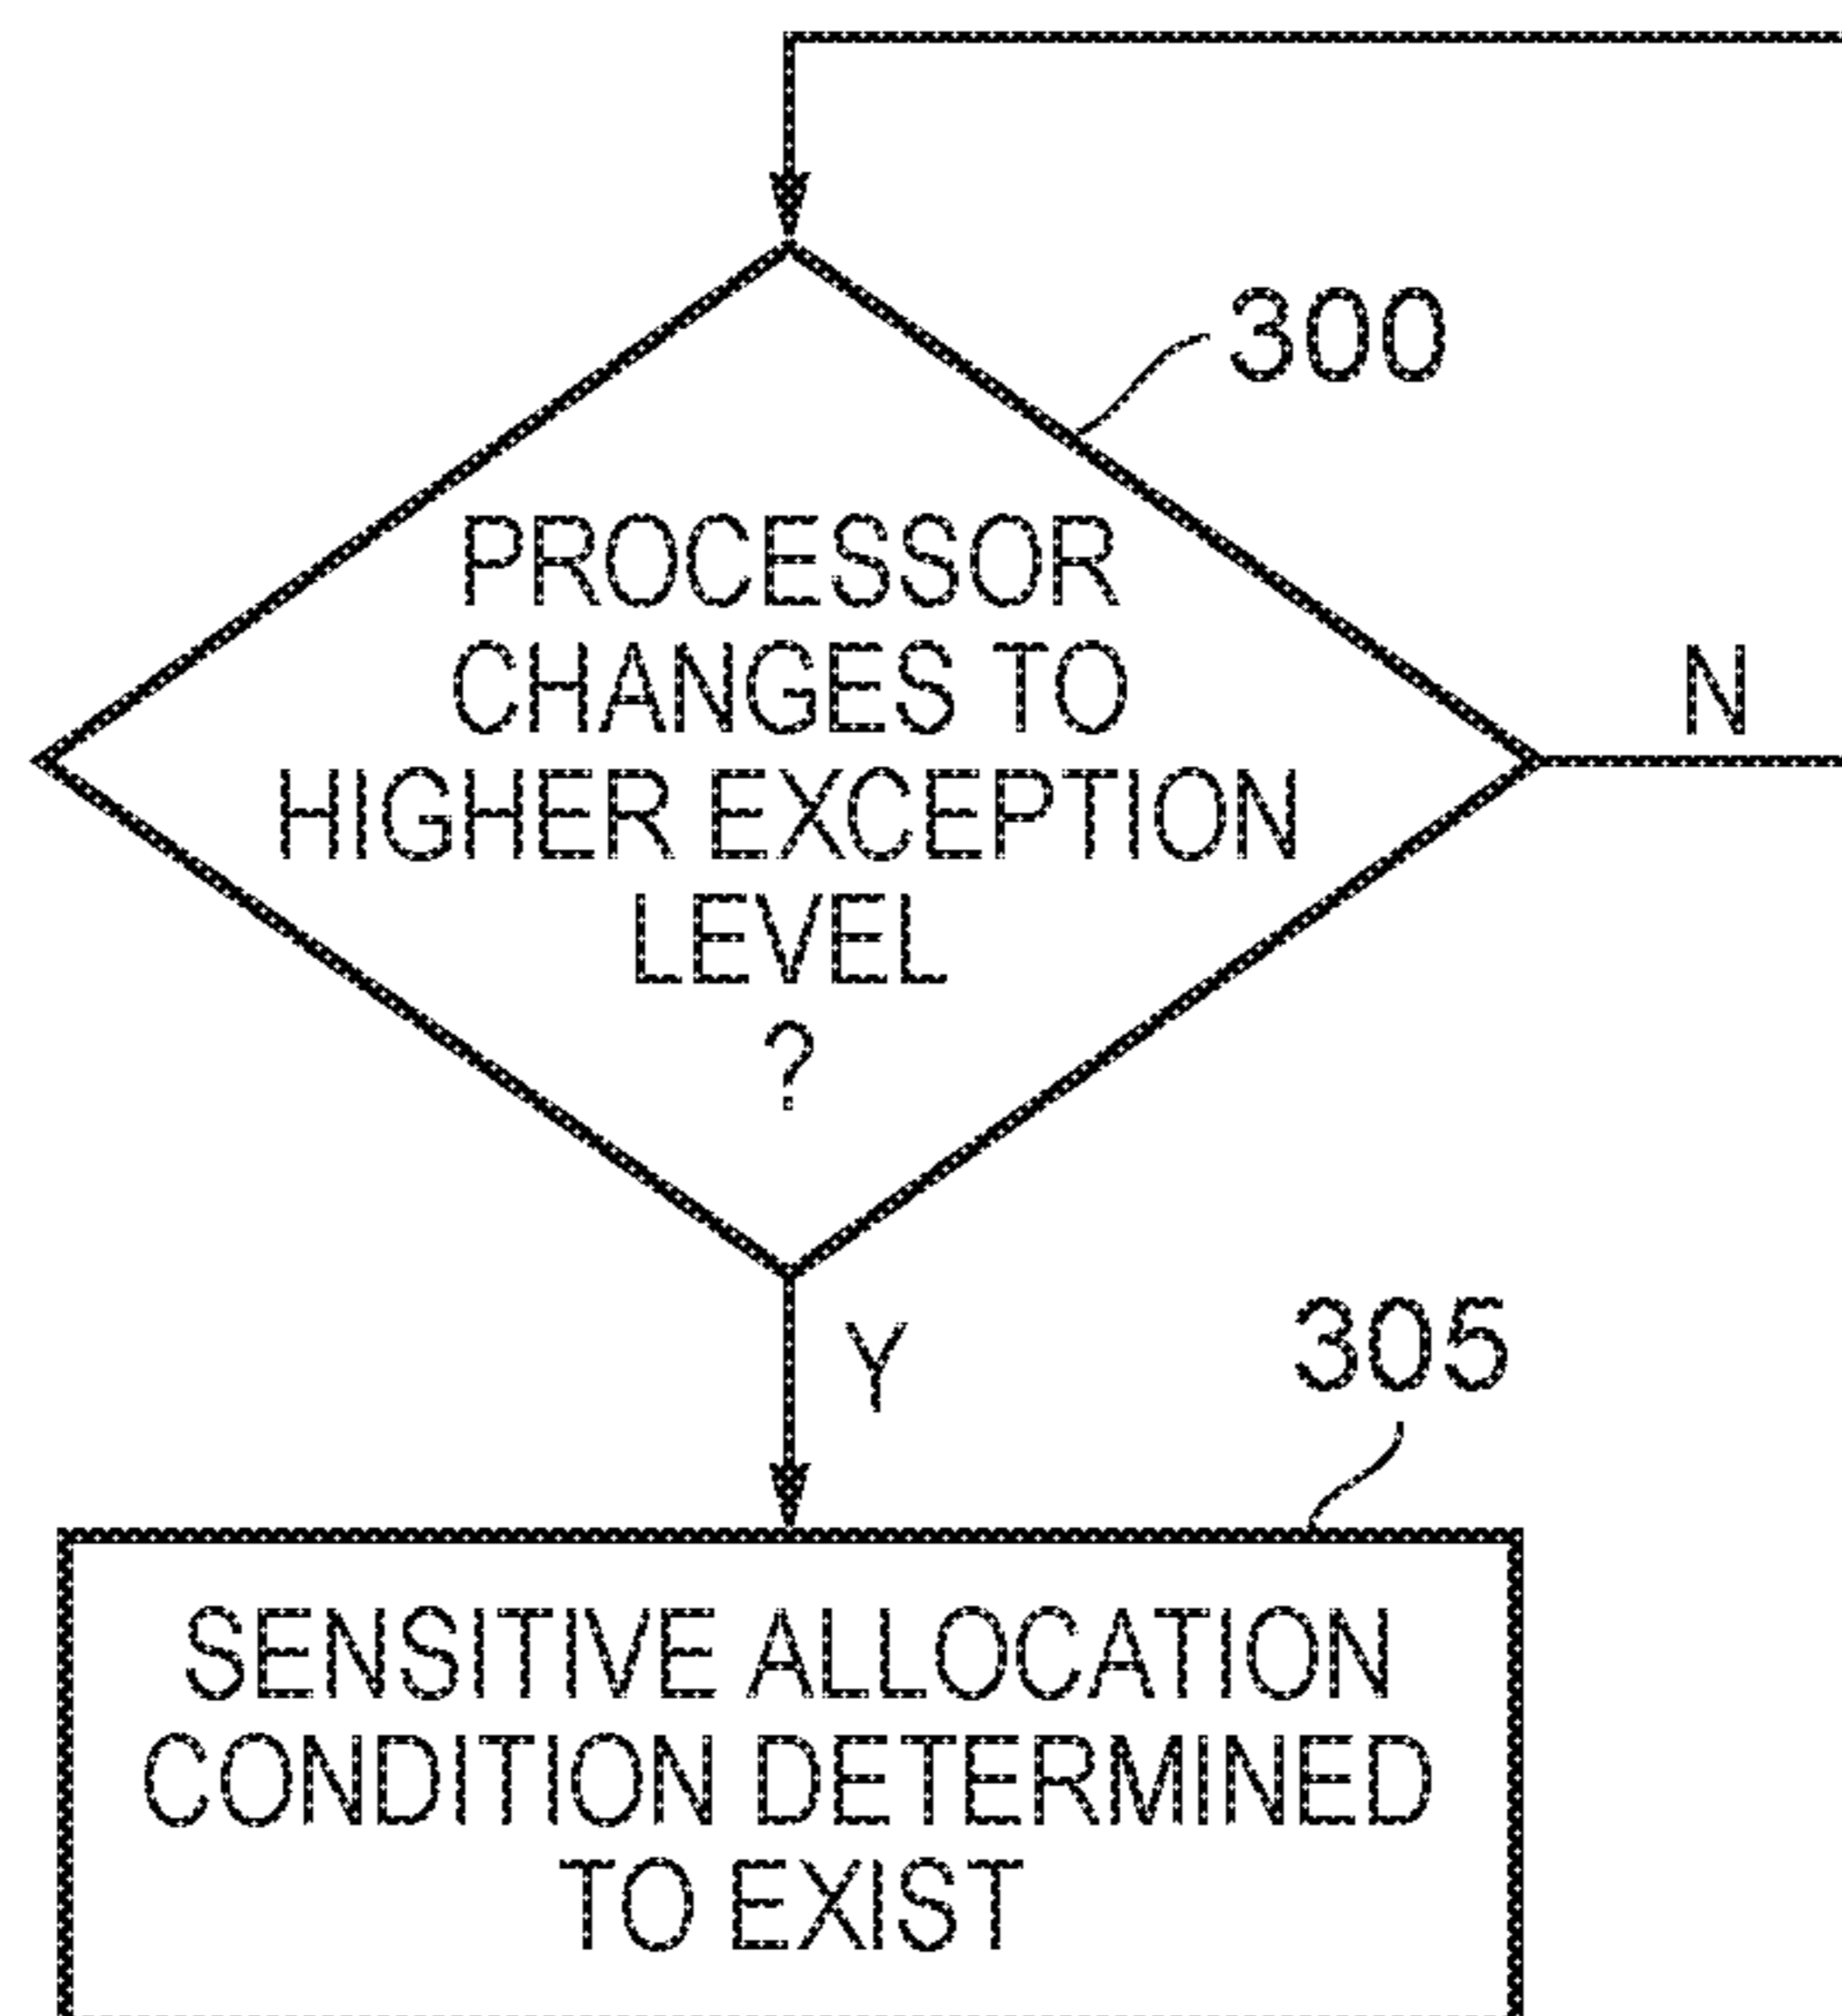 300
PROCESSOR
CHANGES TO
HIGHER EXCEPTION
LEVEL
?
N
Y
305
SENSITIVE ALLOCATION
CONDITION DETERMINED
TO EXIST